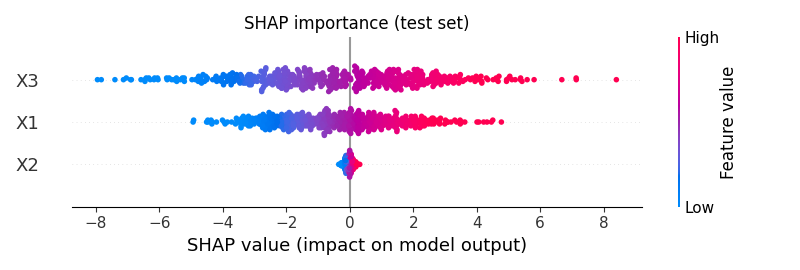 SHAP importance (test set)
High
X3
X1
X2
Feature value
Low
−8 −6 −4 −2 0 2 4 6 8
SHAP value (impact on model output)